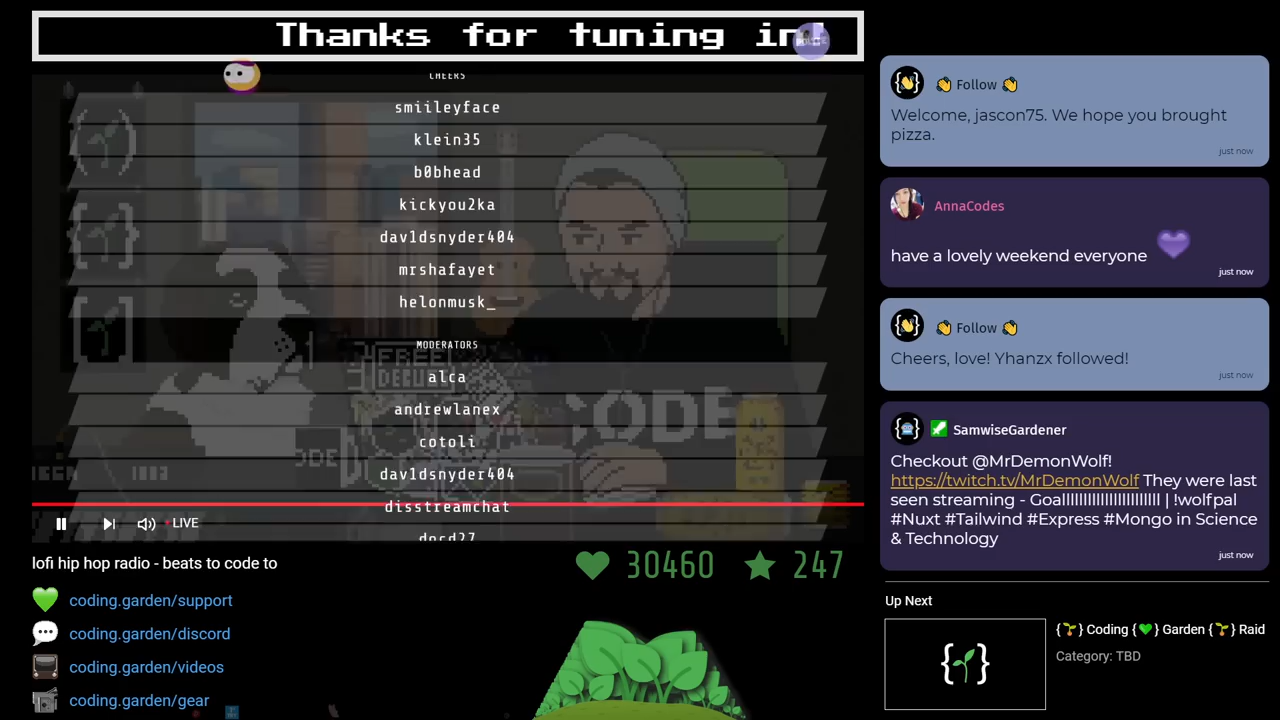 Thanks for tuning in!
CHEERS
smiileyface
klein35
b0bhead
kickyou2ka
dav1dsnyder404
mrshafayet
helonmusk_
MODERATORS
alca
andrewlanex
cotoli
dav1dsnyder404
disstreamchat
docd27
FREE
CODE
LIVE
lofi hip hop radio - beats to code to
30460
247
coding.garden/support
coding.garden/discord
coding.garden/videos
coding.garden/gear
Follow
Welcome, jascon75. We hope you brought
pizza.
just now
AnnaCodes
have a lovely weekend everyone
just now
Follow
Cheers, love! Yhanzx followed!
just now
SamwiseGardener
Checkout @MrDemonWolf!
https://twitch.tv/MrDemonWolf They were last
seen streaming - Goalllllllllllllllllllllll | !wolfpal
#Nuxt #Tailwind #Express #Mongo in Science
& Technology
just now
Up Next
{🌱} Coding {💚} Garden {🌱} Raid
Category: TBD